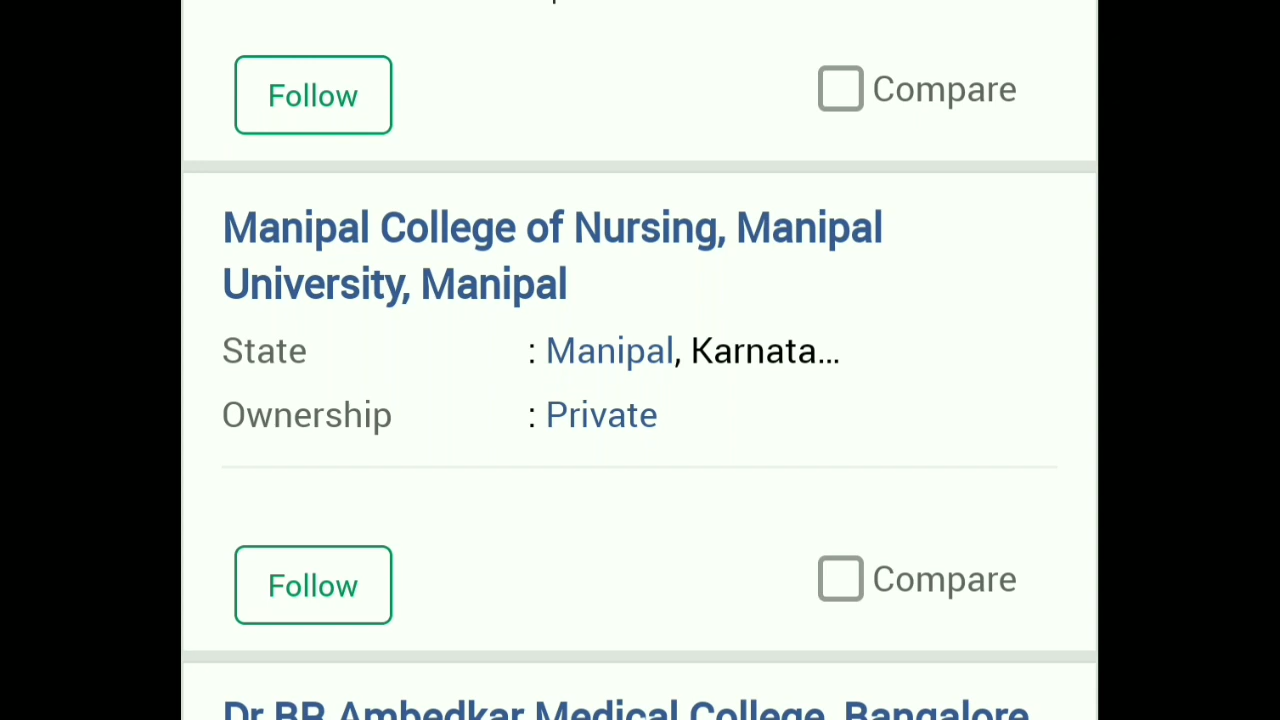 Follow
Compare
Manipal College of Nursing, Manipal
University, Manipal
State : Manipal, Karnata...
Ownership : Private
Follow
Compare
Dr BR Ambedkar Medical College, Bangalore